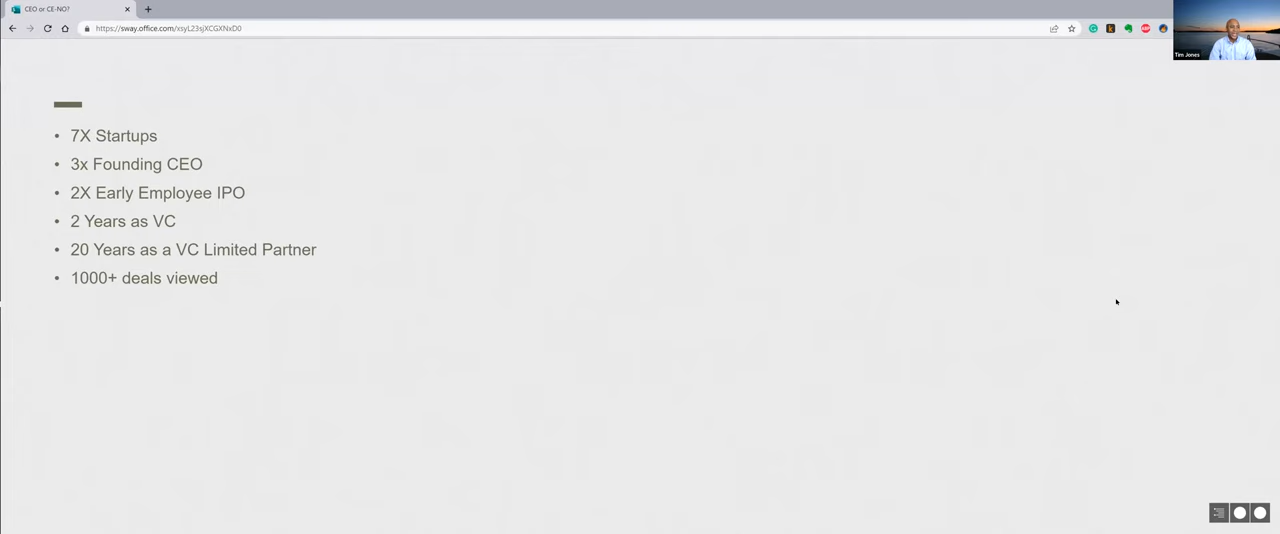 CEO or CE-NO?
https://sway.office.com/xsyL23sjXCGXNxD0
Tim Jones
• 7X Startups
• 3x Founding CEO
• 2X Early Employee IPO
• 2 Years as VC
• 20 Years as a VC Limited Partner
• 1000+ deals viewed